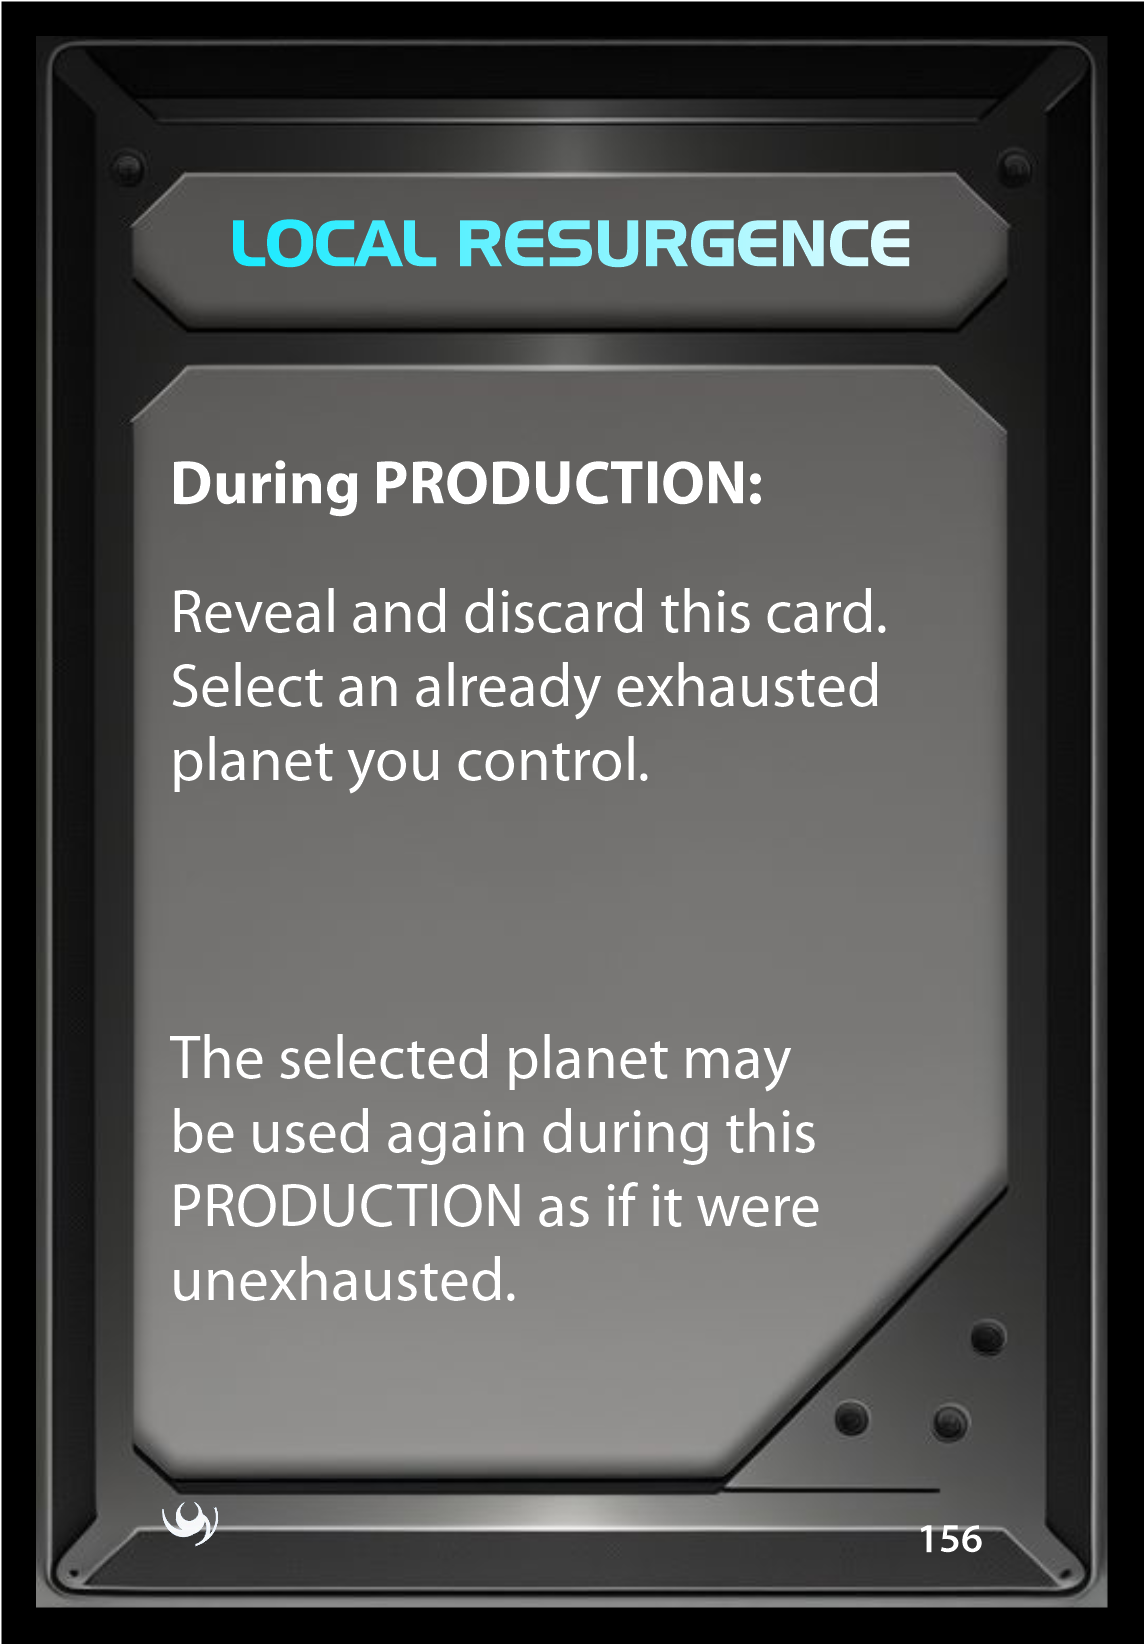 LOCAL RESURGENCE
During PRODUCTION:
Reveal and discard this card.
Select an already exhausted
planet you control.
The selected planet may
be used again during this
PRODUCTION as if it were
unexhausted.
156